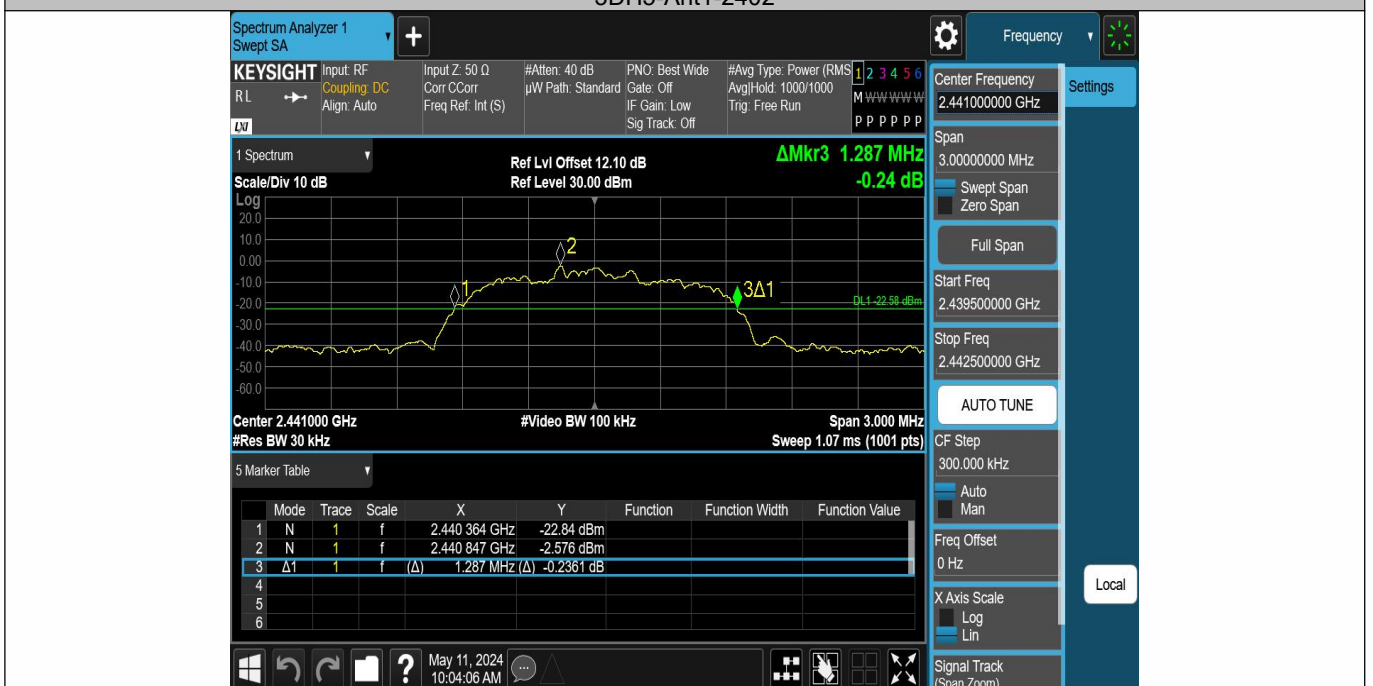 3DH5-Ant1-2402
Spectrum Analyzer 1
Swept SA
Frequency
KEYSIGHT
RL
LXI
Input: RF
Coupling: DC
Align: Auto
Input Z: 50 Ω
Corr CCorr
Freq Ref: Int (S)
#Atten: 40 dB
µW Path: Standard
PNO: Best Wide
Gate: Off
IF Gain: Low
Sig Track: Off
#Avg Type: Power (RMS
Avg|Hold: 1000/1000
Trig: Free Run
1 2 3 4 5 6
M W W W W W
P P P P P P
1 Spectrum
Scale/Div 10 dB
Ref Lvl Offset 12.10 dB
Ref Level 30.00 dBm
ΔMkr3 1.287 MHz
-0.24 dB
Log
20.0
10.0
0.00
-10.0
-20.0
-30.0
-40.0
-50.0
-60.0
1
2
3Δ1
DL1 -22.58 dBm
Center 2.441000 GHz
#Video BW 100 kHz
Span 3.000 MHz
#Res BW 30 kHz
Sweep 1.07 ms (1001 pts)
5 Marker Table
Mode Trace Scale X Y Function Function Width Function Value
1 N 1 f 2.440 364 GHz -22.84 dBm
2 N 1 f 2.440 847 GHz -2.576 dBm
3 Δ1 1 f (Δ) 1.287 MHz (Δ) -0.2361 dB
4
5
6
May 11, 2024
10:04:06 AM
Settings
Center Frequency
2.441000000 GHz
Span
3.00000000 MHz
Swept Span
Zero Span
Full Span
Start Freq
2.439500000 GHz
Stop Freq
2.442500000 GHz
AUTO TUNE
CF Step
300.000 kHz
Auto
Man
Freq Offset
0 Hz
X Axis Scale
Log
Lin
Signal Track
(Span Zoom)
Local